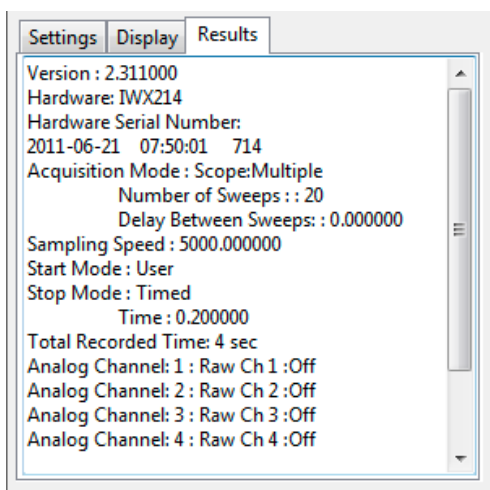 Settings Display Results
Version : 2.311000
Hardware: IWX214
Hardware Serial Number:
2011-06-21 07:50:01 714
Acquisition Mode : Scope:Multiple
Number of Sweeps : : 20
Delay Between Sweeps: : 0.000000
Sampling Speed : 5000.000000
Start Mode : User
Stop Mode : Timed
Time : 0.200000
Total Recorded Time: 4 sec
Analog Channel: 1 : Raw Ch 1 :Off
Analog Channel: 2 : Raw Ch 2 :Off
Analog Channel: 3 : Raw Ch 3 :Off
Analog Channel: 4 : Raw Ch 4 :Off